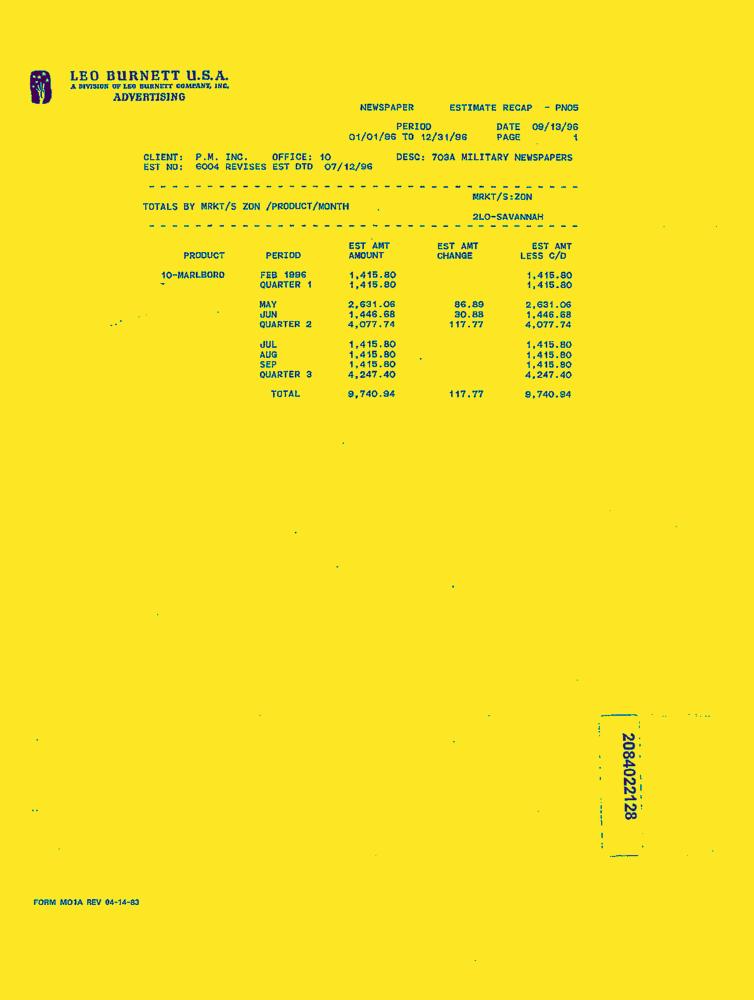 LEO BURNETT U.S.A.
A DIVISION OF LEO BURNETT COMPANY, INC.
ADVERTISING
NEWSPAPER ESTIMATE RECAP - PNO5
PERIOD DATE 09/13/96
01/01/96 TO 12/31/96 PAGE 1
CLIENT: P.M. INC. OFFICE: 10 DESC: 703A MILITARY NEWSPAPERS
EST NO: 6004 REVISES EST DTD 07/12/96
MRKT/S:ZON
TOTALS BY MRKT/S ZON /PRODUCT/MONTH
2LO-SAVANNAH
EST AMT EST AMT EST AMT
PRODUCT PERIOD AMOUNT CHANGE LESS C/D
10-MARLBORO FEB 1996 1,415.80 1,415.80
QUARTER 1 1,415.80 1,415.80
MAY 2,631.06 86.89 2,631.06
JUN 1,446.68 30.88 1,446.68
QUARTER 2 4,077.74 117.77 4,077.74
JUL 1,415.80 1,415.80
AUG 1,415.80 1,415.80
SEP 1,415.80 1,415.80
QUARTER 3 4,247.40 4,247.40
TOTAL 9,740.94 117.77 9,740.94
2084022128
FORM MO1A REV 04-14-83